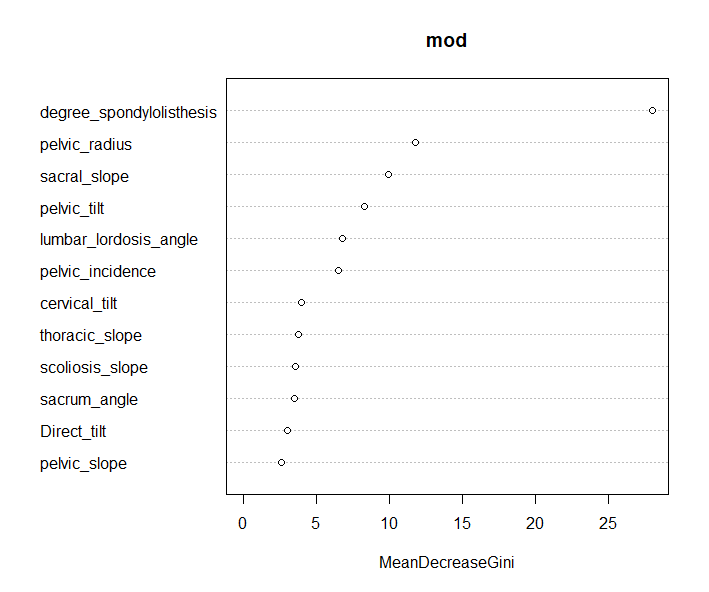 mod
degree_spondylolisthesis
pelvic_radius
sacral_slope
pelvic_tilt
lumbar_lordosis_angle
pelvic_incidence
cervical_tilt
thoracic_slope
scoliosis_slope
sacrum_angle
Direct_tilt
pelvic_slope
0 5 10 15 20 25
MeanDecreaseGini